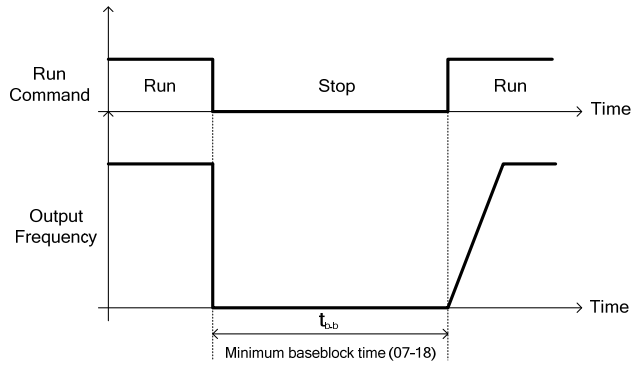 Run
Command
Run
Stop
Run
Time
Output
Frequency
Time
tb-b
Minimum baseblock time (07-18)